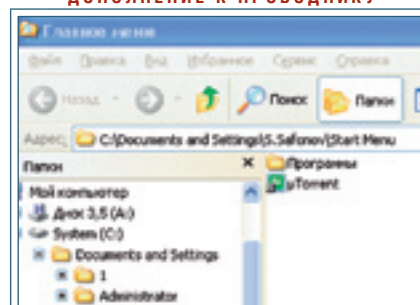 ДОПОЛНЕНИЕ К ПРОВОДНИКУ
Главное меню
Файл Правка Вид Избранное Сервис Справка
Назад Поиск Папки
Адрес: C:\Documents and Settings\S.Safonov\Start Menu
Папки × Программы
Мой компьютер µTorrent
Диск 3,5 (A:)
System (C:)
Documents and Settings
1
Administrator